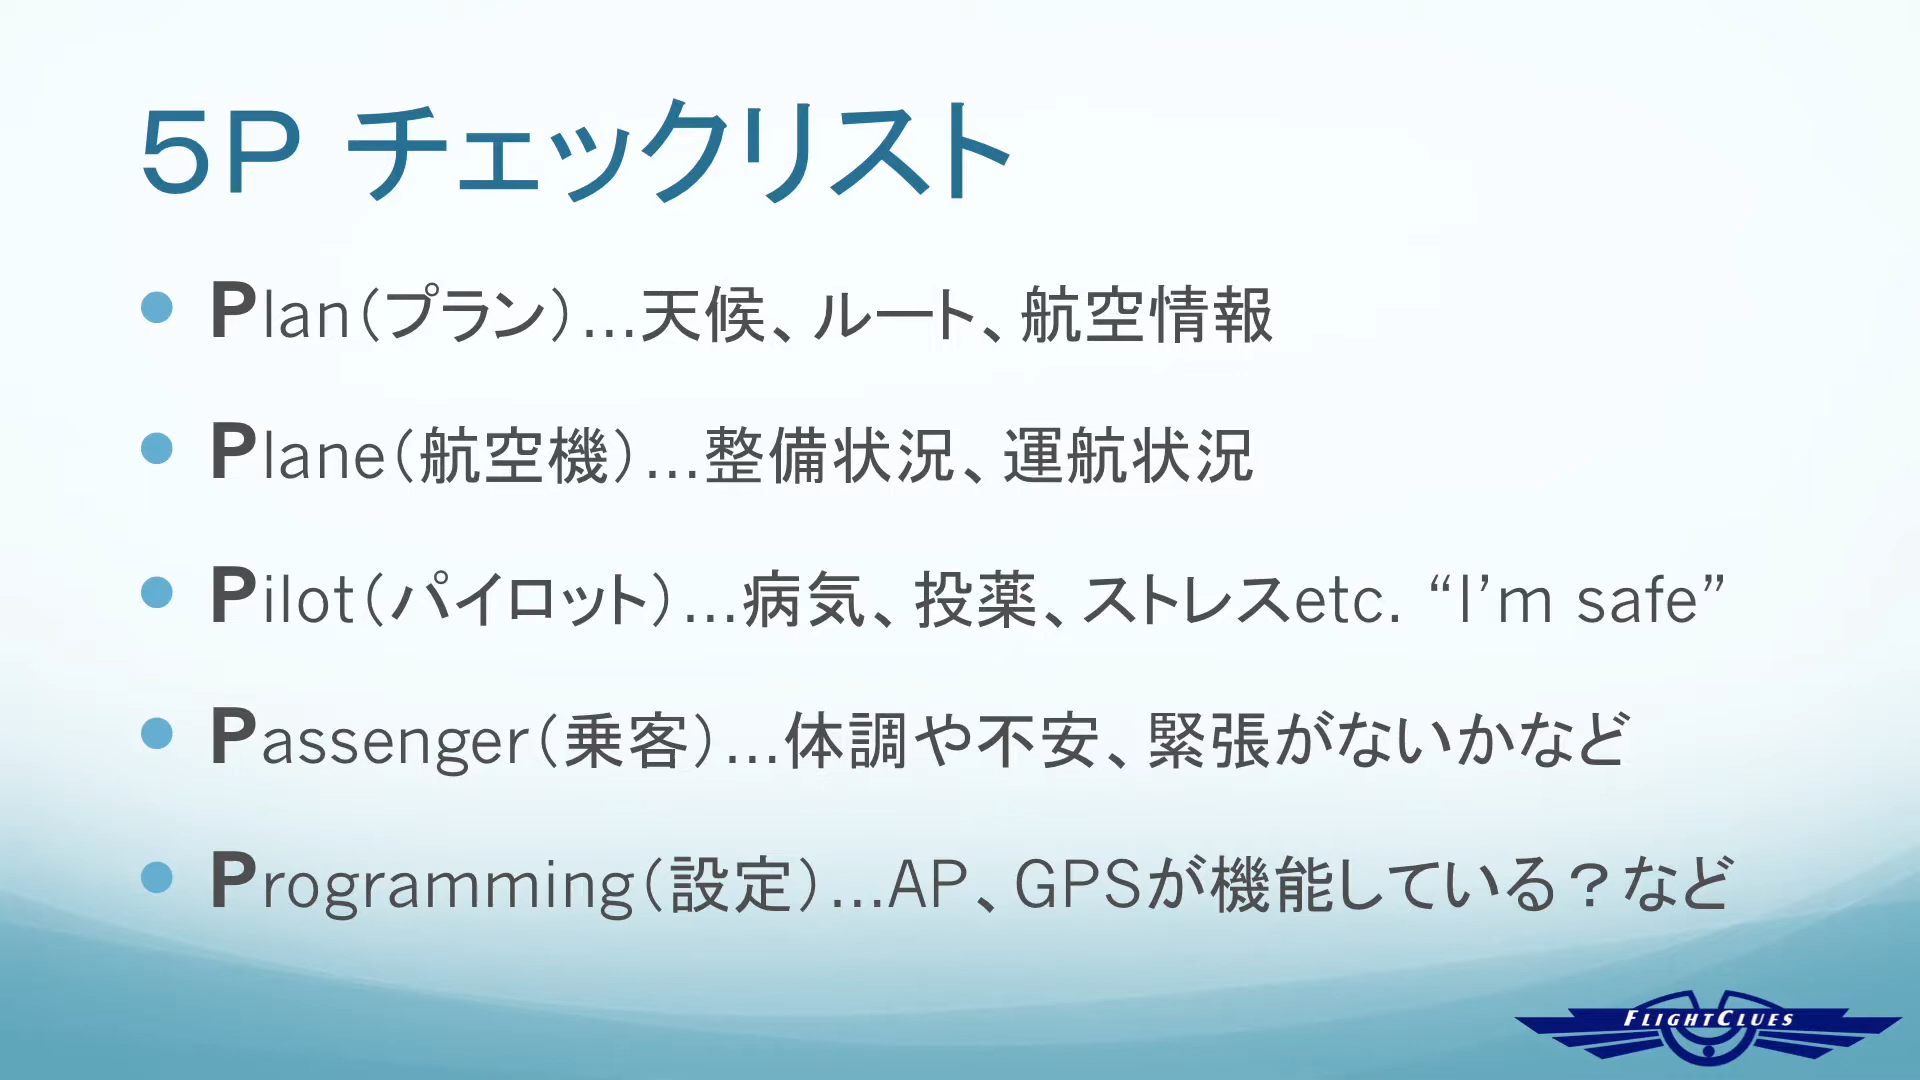 ５Ｐ チェックリスト
Plan（プラン）…天候、ルート、航空情報
Plane（航空機）…整備状況、運航状況
Pilot（パイロット）…病気、投薬、ストレスetc. “I’m safe”
Passenger（乗客）…体調や不安、緊張がないかなど
Programming（設定）…AP、GPSが機能している？など
FLIGHTCLUES